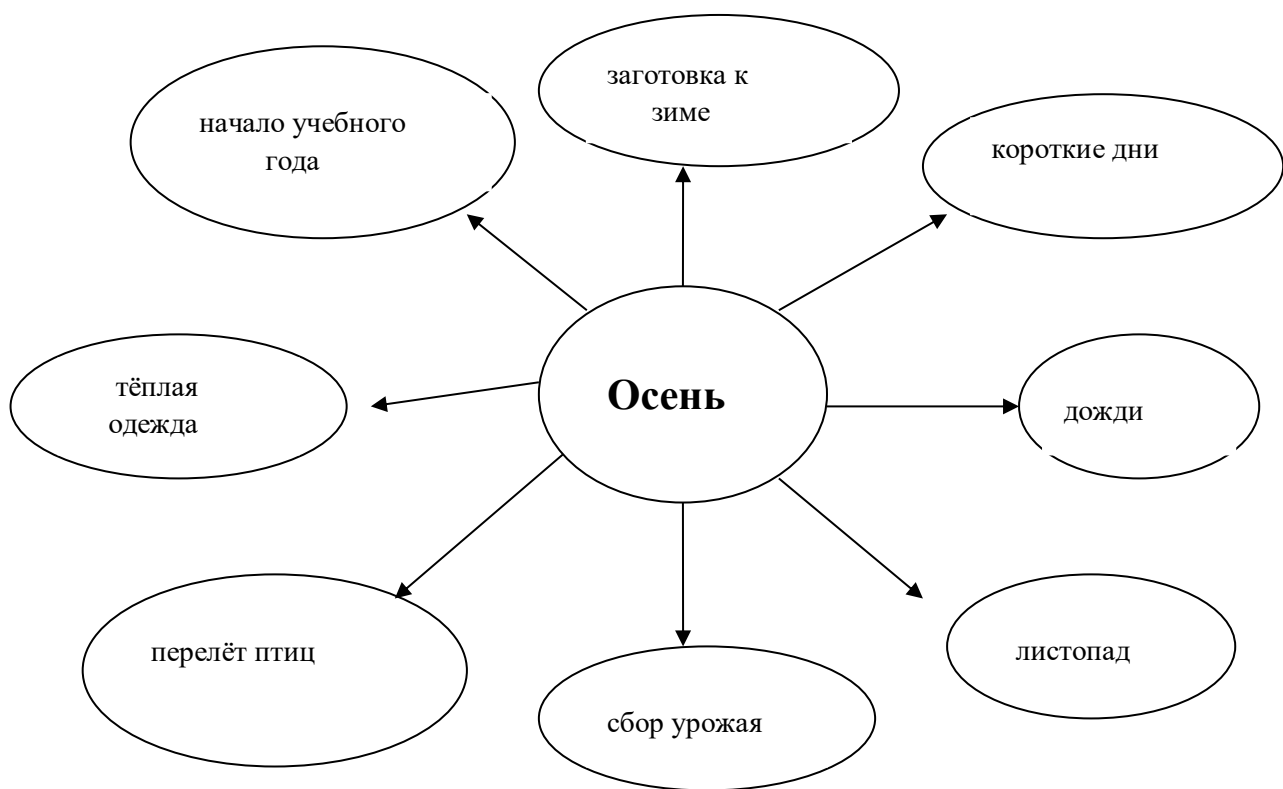 заготовка к
зиме
начало учебного
года
короткие дни
тёплая
одежда
Осень
дожди
перелёт птиц
листопад
сбор урожая